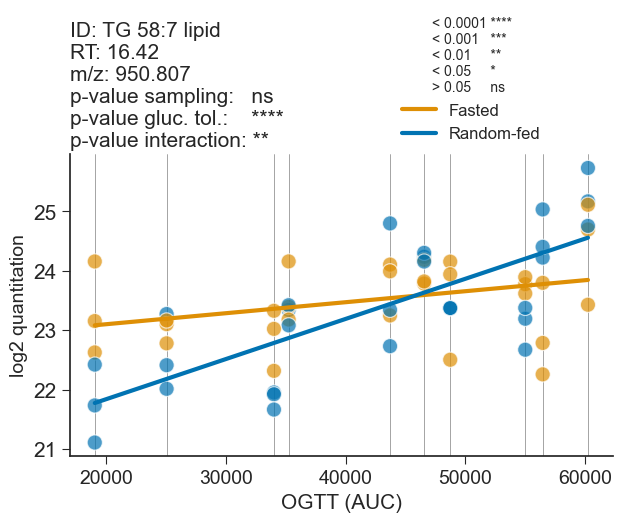 ID: TG 58:7 lipid
RT: 16.42
m/z: 950.807
p-value sampling: ns
p-value gluc. tol.: ****
p-value interaction: **
< 0.0001 ****
< 0.001 ***
< 0.01 **
< 0.05 *
> 0.05 ns
Fasted
Random-fed
log2 quantitation
25
24
23
22
21
20000 30000 40000 50000 60000
OGTT (AUC)